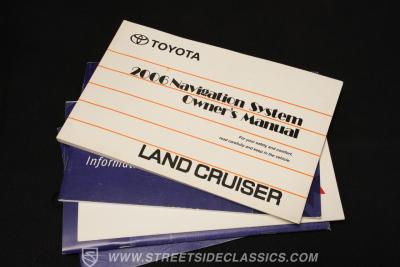 TOYOTA
2006 Navigation System
Owner's Manual
For your safety and comfort,
read carefully and keep in the vehicle.
LAND CRUISER
WWW.STREETSIDECLASSICS.COM